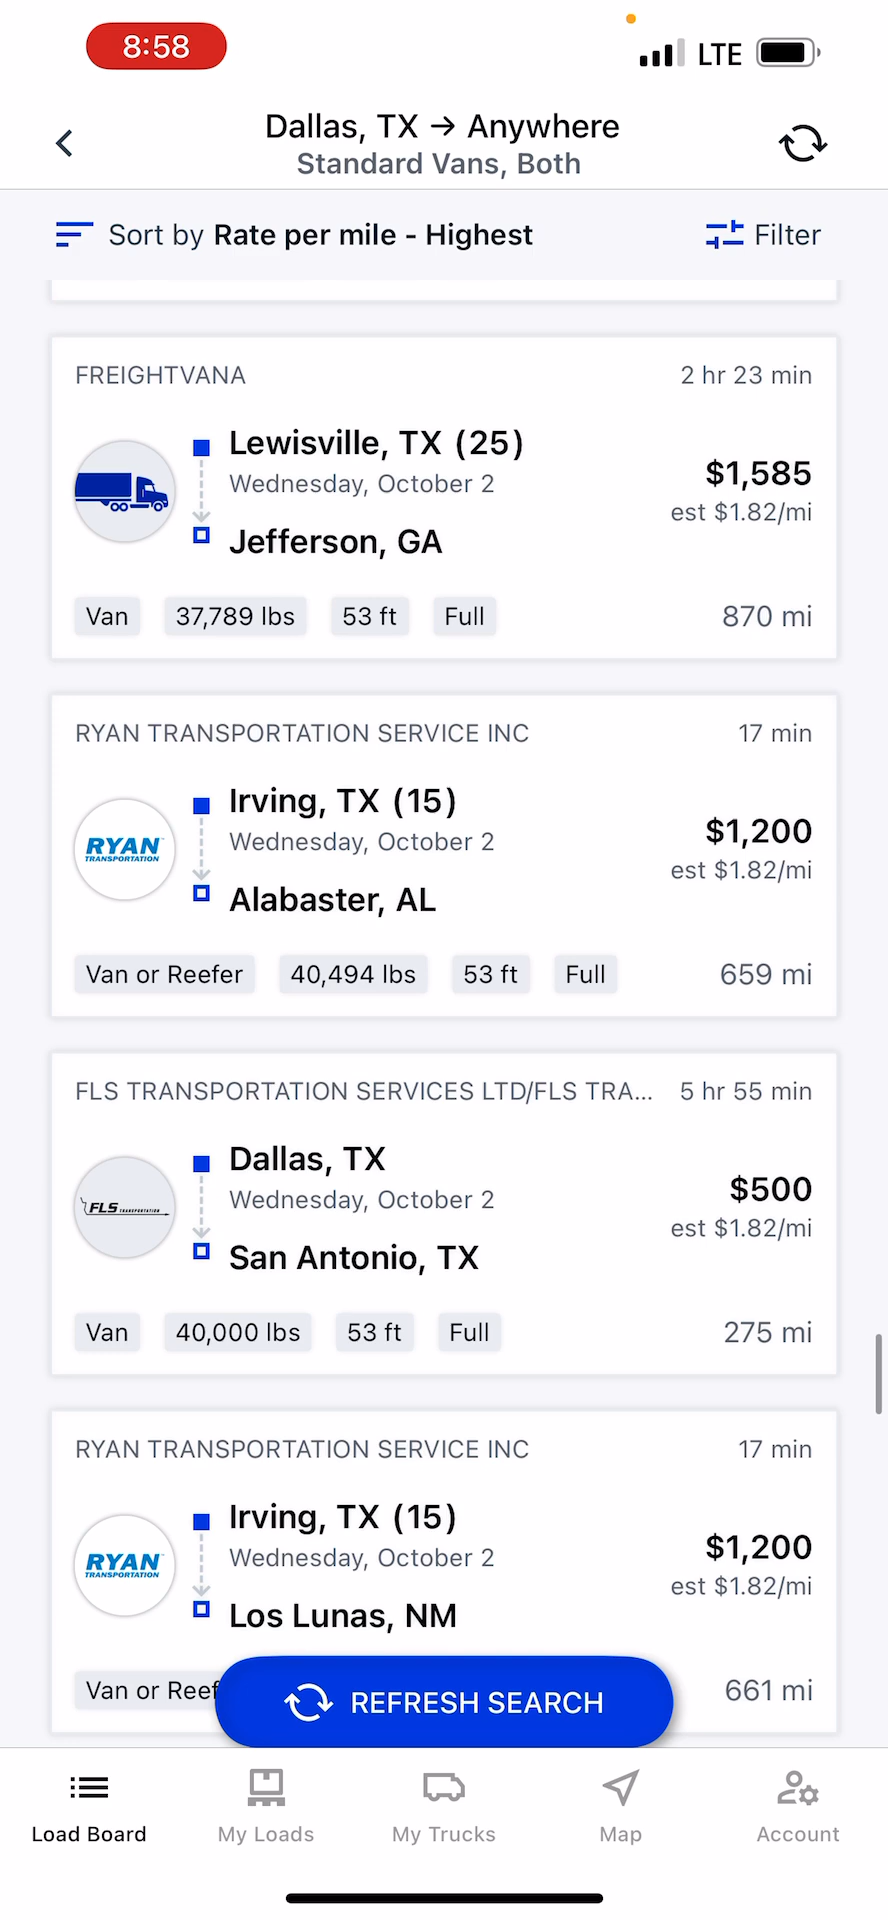 8:58
LTE
Dallas, TX → Anywhere
Standard Vans, Both
Sort by Rate per mile - Highest
Filter
FREIGHTVANA
2 hr 23 min
Lewisville, TX (25)
Wednesday, October 2
$1,585
est $1.82/mi
Jefferson, GA
Van 37,789 lbs 53 ft Full 870 mi
RYAN TRANSPORTATION SERVICE INC
17 min
Irving, TX (15)
Wednesday, October 2
RYAN
TRANSPORTATION
$1,200
est $1.82/mi
Alabaster, AL
Van or Reefer 40,494 lbs 53 ft Full 659 mi
FLS TRANSPORTATION SERVICES LTD/FLS TRA...
5 hr 55 min
Dallas, TX
Wednesday, October 2
FLS TRANSPORTATION
$500
est $1.82/mi
San Antonio, TX
Van 40,000 lbs 53 ft Full 275 mi
RYAN TRANSPORTATION SERVICE INC
17 min
Irving, TX (15)
Wednesday, October 2
RYAN
TRANSPORTATION
$1,200
est $1.82/mi
Los Lunas, NM
Van or Reef
661 mi
REFRESH SEARCH
Load Board
My Loads
My Trucks
Map
Account